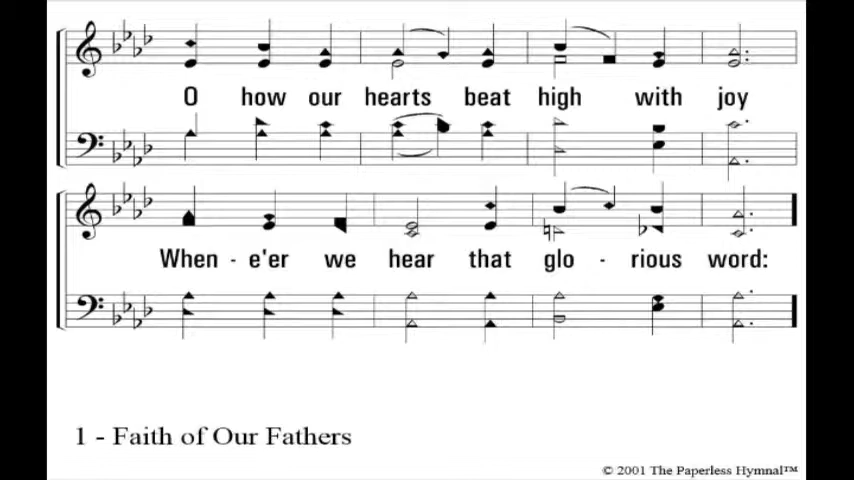 O how our hearts beat high with joy
When - e'er we hear that glo - rious word:
1 - Faith of Our Fathers
© 2001 The Paperless Hymnal™